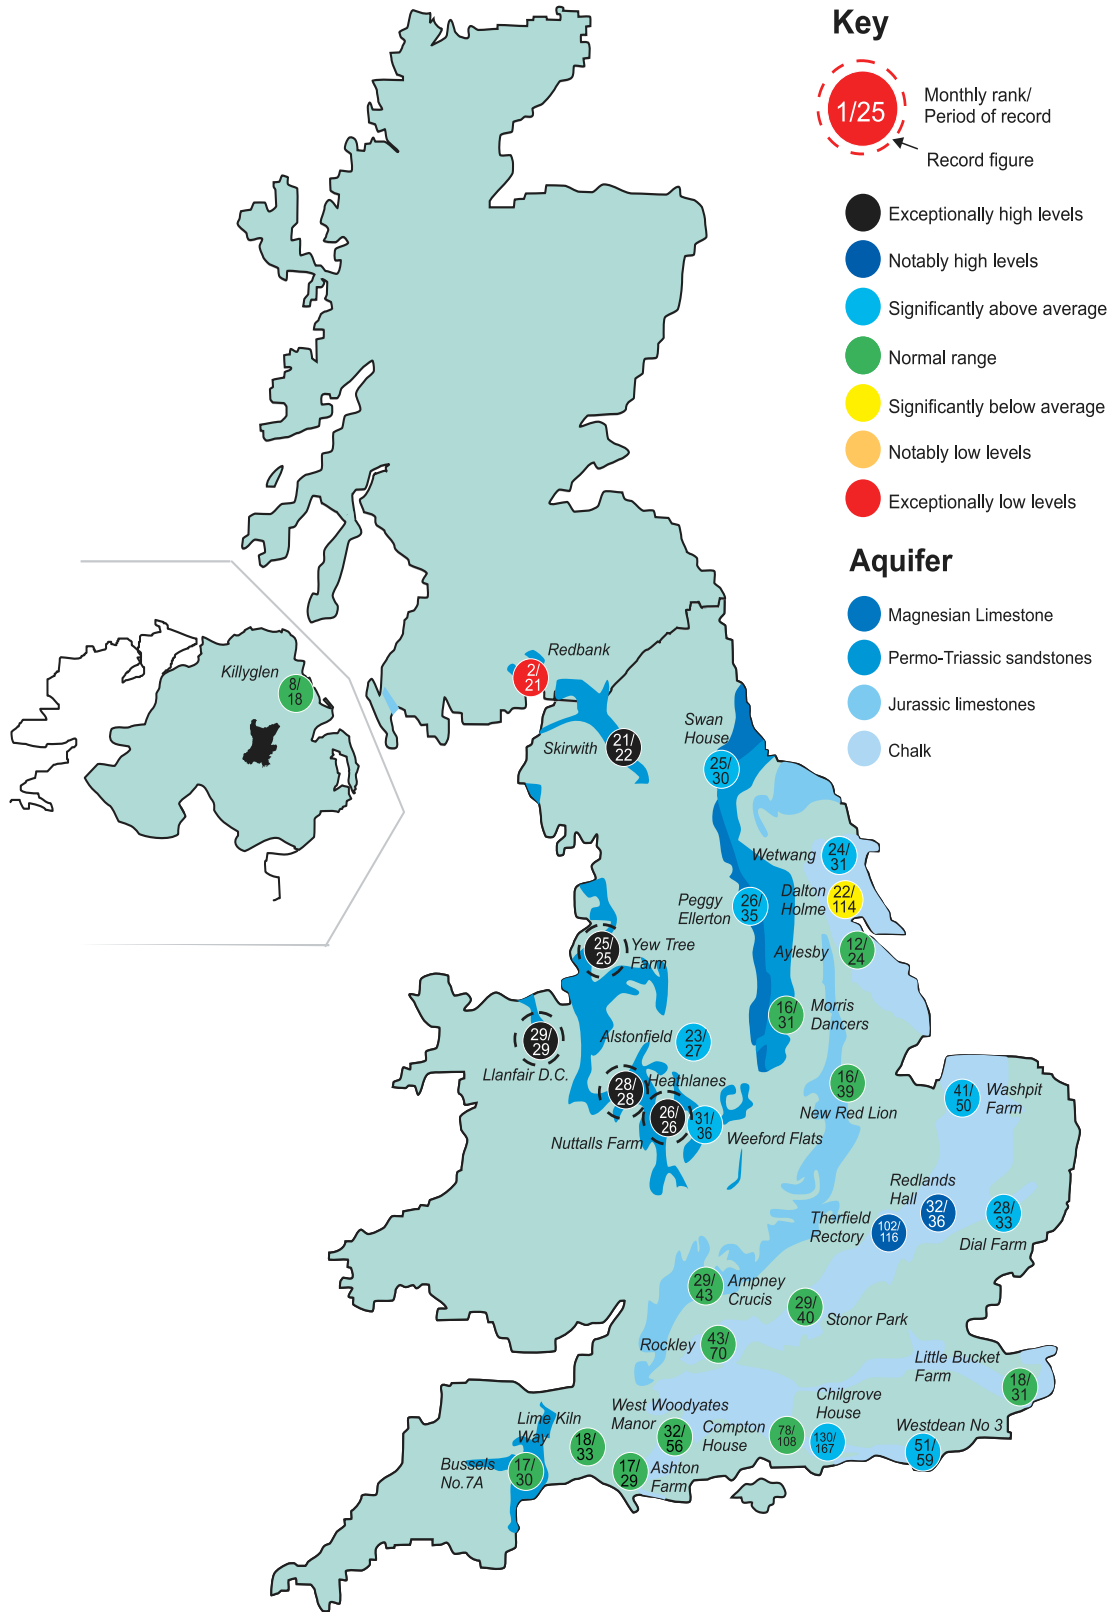 Key
1/25
Monthly rank/
Period of record
Record figure
Exceptionally high levels
Notably high levels
Significantly above average
Normal range
Significantly below average
Notably low levels
Exceptionally low levels
Aquifer
Magnesian Limestone
Permo-Triassic sandstones
Jurassic limestones
Chalk
Redbank
2/
21
Killyglen
8/
18
Skirwith
21/
22
Swan
House
25/
30
Wetwang
24/
31
Dalton
Holme
22/
114
Peggy
Ellerton
26/
35
Aylesby
12/
24
25/
25
Yew Tree
Farm
Morris
Dancers
16/
31
29/
29
Llanfair D.C.
Alstonfield
23/
27
28/
28
Heathlanes
26/
26
Nuttalls Farm
31/
36
Weeford Flats
16/
39
New Red Lion
41/
50
Washpit
Farm
Redlands
Hall
32/
36
Therfield
Rectory
102/
116
28/
33
Dial Farm
29/
43
Ampney
Crucis
29/
40
Stonor Park
Rockley
43/
70
Little Bucket
Farm
18/
31
Chilgrove
House
130/
167
West Woodyates
Manor
32/
56
Compton
House
78/
108
Westdean No 3
51/
59
Lime Kiln
Way
18/
33
Bussels
No.7A
17/
30
17/
29
Ashton
Farm